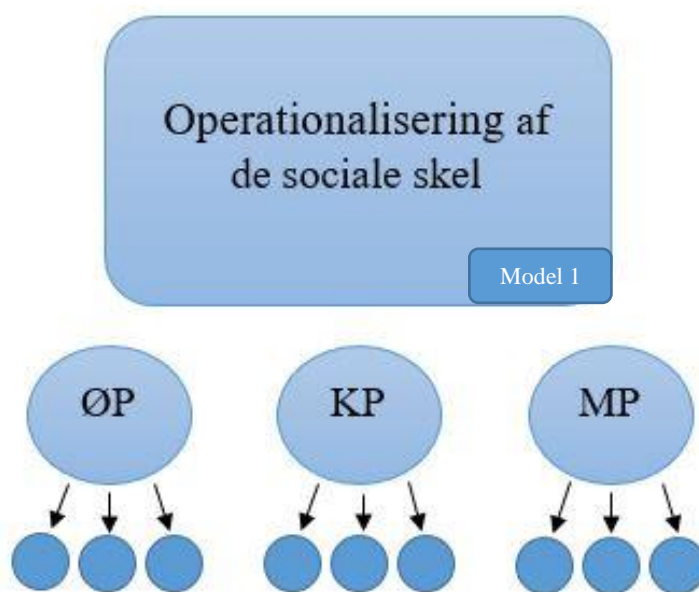 Operationalisering af
de sociale skel
Model 1
ØP
KP
MP